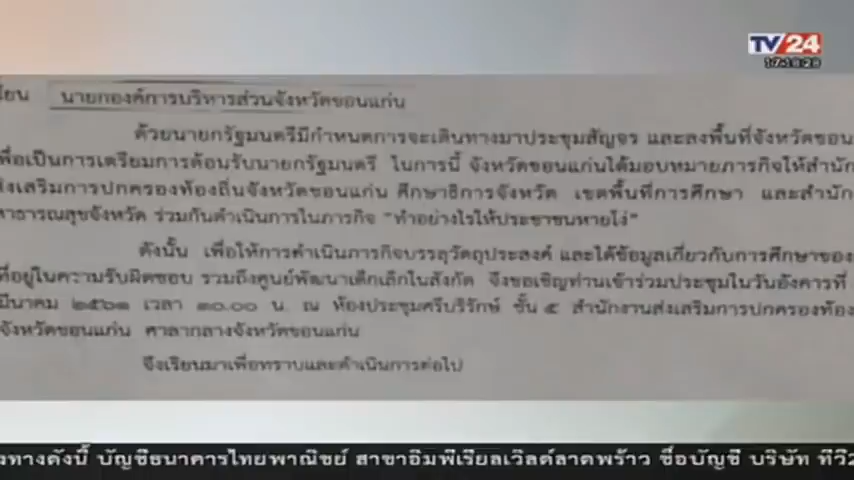 TV24
17:18:28
เรียน นายกองค์การบริหารส่วนจังหวัดขอนแก่น
ด้วยนายกรัฐมนตรีมีกำหนดการจะเดินทางมาประชุมสัญจร และลงพื้นที่จังหวัดขอน
เพื่อเป็นการเตรียมการต้อนรับนายกรัฐมนตรี ในการนี้ จังหวัดขอนแก่นได้มอบหมายภารกิจให้สำนัก
ส่งเสริมการปกครองท้องถิ่นจังหวัดขอนแก่น ศึกษาธิการจังหวัด เขตพื้นที่การศึกษา และสำนัก
สาธารณสุขจังหวัด ร่วมกันดำเนินการในภารกิจ "ทำอย่างไรให้ประชาชนหายโง่"
ดังนั้น เพื่อให้การดำเนินภารกิจบรรลุวัตถุประสงค์ และได้ข้อมูลเกี่ยวกับการศึกษาของ
ที่อยู่ในความรับผิดชอบ รวมถึงศูนย์พัฒนาเด็กเล็กในสังกัด จึงขอเชิญท่านเข้าร่วมประชุมในวันอังคารที่
มีนาคม ๒๕๖๑ เวลา ๑๐.๐๐ น. ณ ห้องประชุมศรีบริรักษ์ ชั้น ๕ สำนักงานส่งเสริมการปกครองท้อง
จังหวัดขอนแก่น ศาลากลางจังหวัดขอนแก่น
จึงเรียนมาเพื่อทราบและดำเนินการต่อไป
งทางดังนี้ บัญชีธนาคารไทยพาณิชย์ สาขาอิมพีเรียลเวิลด์ลาดพร้าว ชื่อบัญชี บริษัท ทีวี2